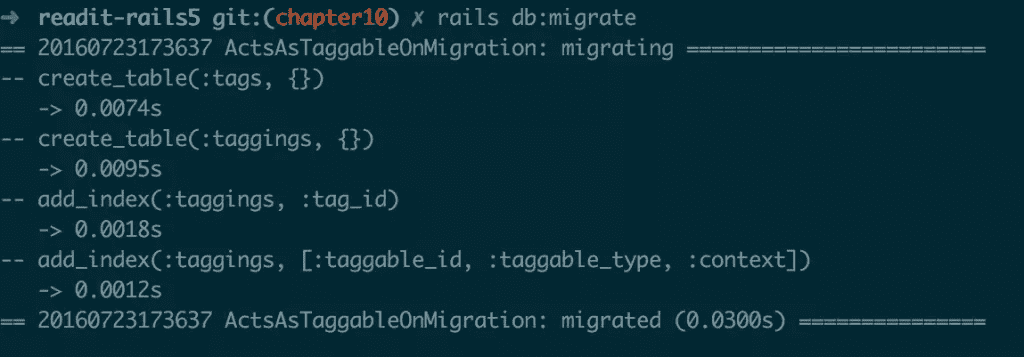 ➜ readit-rails5 git:(chapter10) ✗ rails db:migrate
== 20160723173637 ActsAsTaggableOnMigration: migrating ========================
-- create_table(:tags, {})
   -> 0.0074s
-- create_table(:taggings, {})
   -> 0.0095s
-- add_index(:taggings, :tag_id)
   -> 0.0018s
-- add_index(:taggings, [:taggable_id, :taggable_type, :context])
   -> 0.0012s
== 20160723173637 ActsAsTaggableOnMigration: migrated (0.0300s) ===============